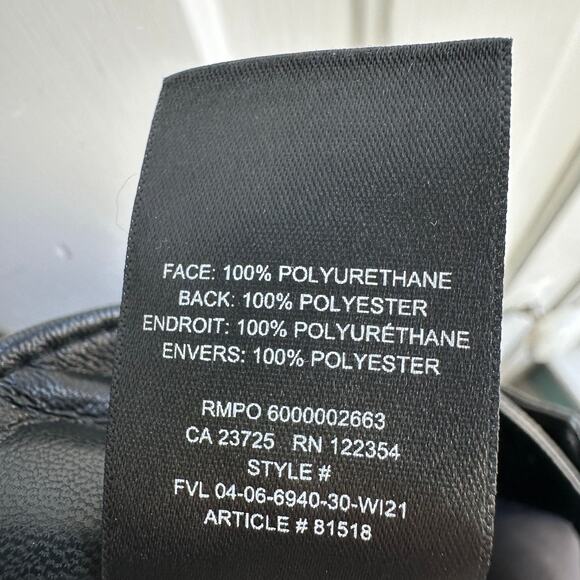 FACE: 100% POLYURETHANE
BACK: 100% POLYESTER
ENDROIT: 100% POLYURÉTHANE
ENVERS: 100% POLYESTER
RMPO 6000002663
CA 23725 RN 122354
STYLE #
FVL 04-06-6940-30-WI21
ARTICLE # 81518